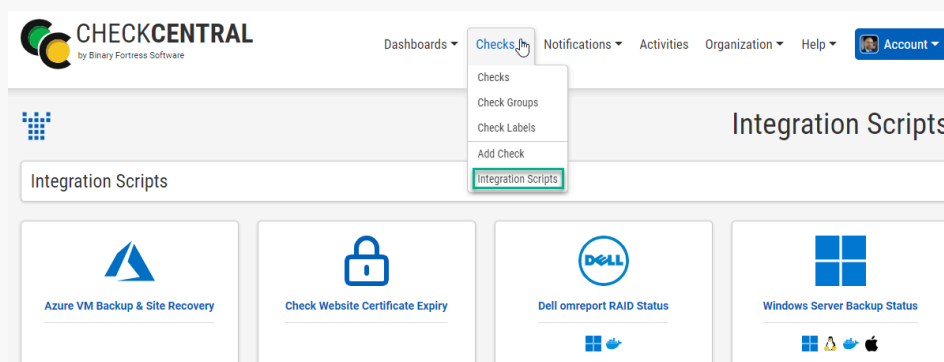 CHECKCENTRAL
by Binary Fortress Software
Dashboards
Checks
Notifications
Activities
Organization
Help
Account
Checks
Check Groups
Check Labels
Add Check
Integration Scripts
Integration Scripts
Integration Scripts
Azure VM Backup & Site Recovery
Check Website Certificate Expiry
DELL
Dell omreport RAID Status
Windows Server Backup Status